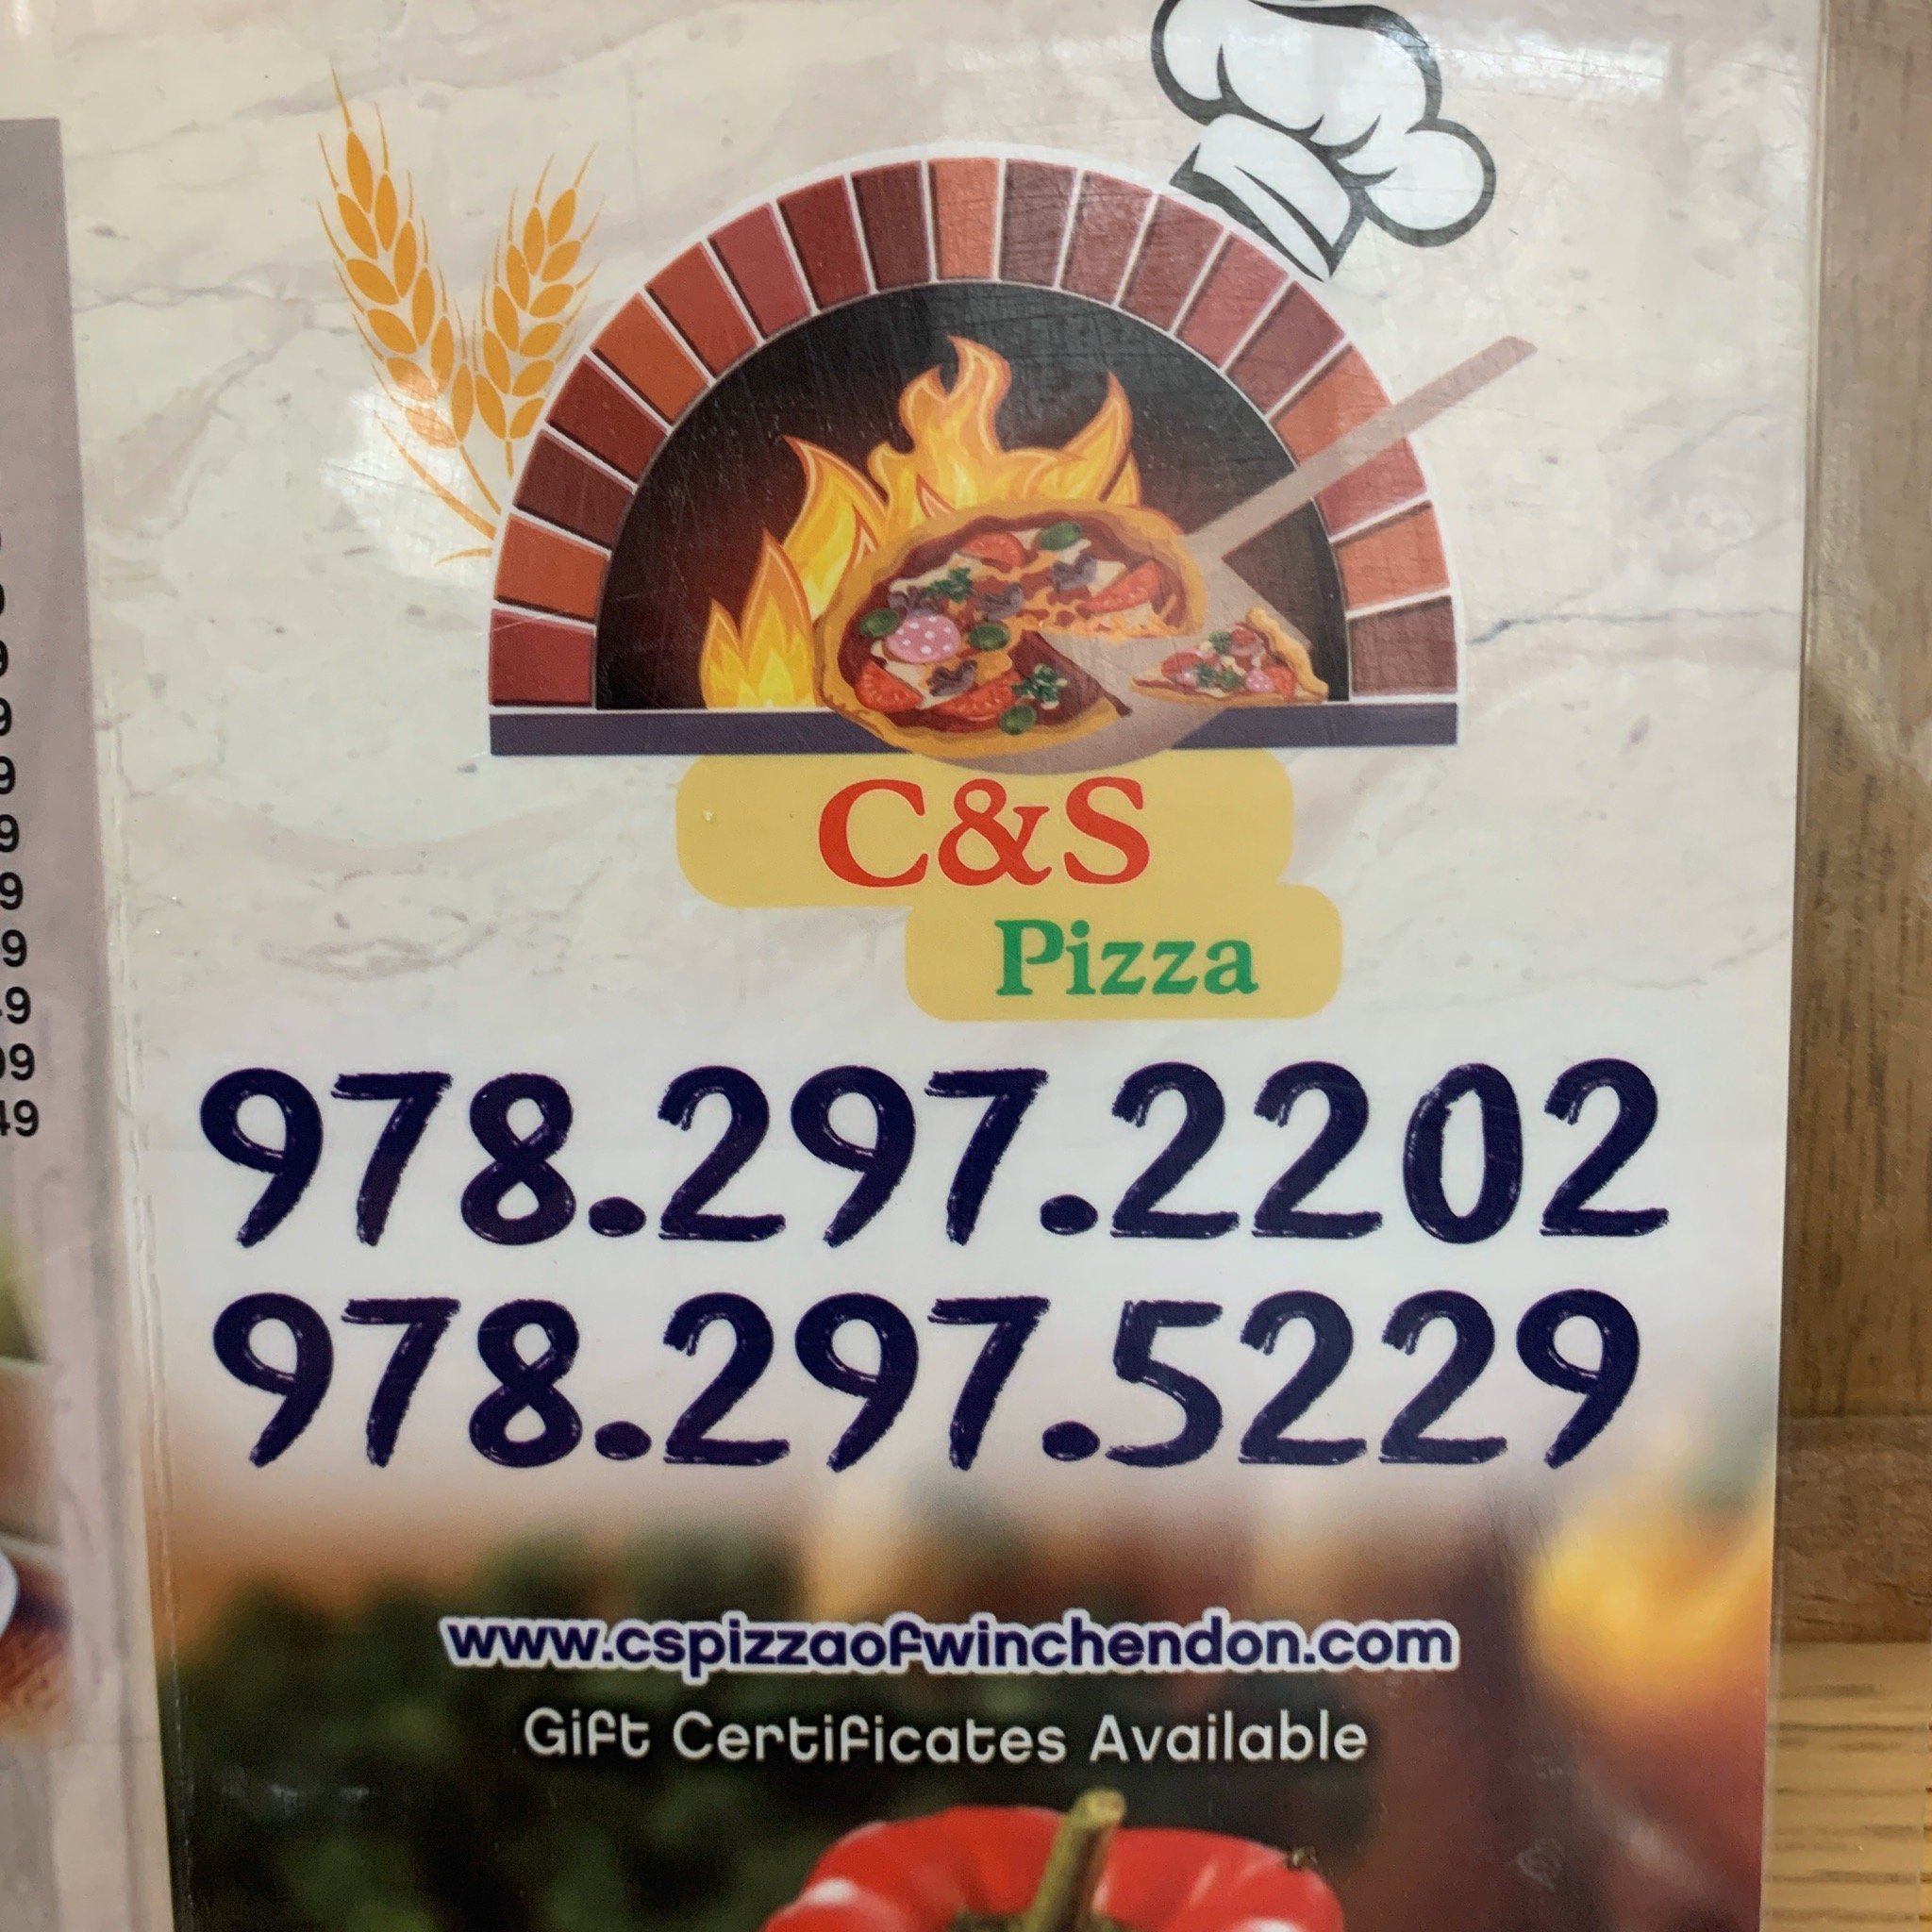 C&S
Pizza
978.297.2202
978.297.5229
www.cspizzaofwinchendon.com
Gift Certificates Available